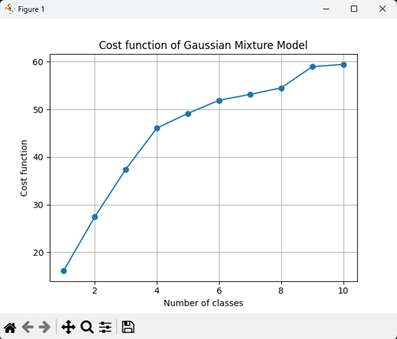 Figure 1
Cost function of Gaussian Mixture Model
60
50
40
30
20
Cost function
2 4 6 8 10
Number of classes